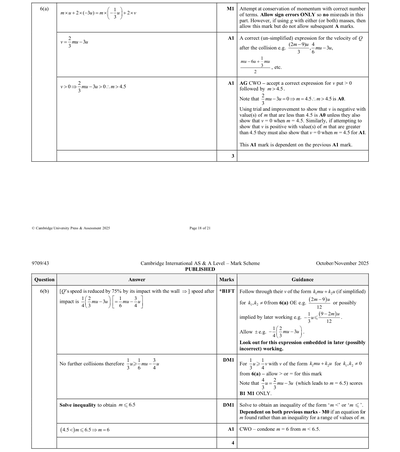 6(a)
m×u+2×(−3u)=m×(−1/3 u)+2×v
M1
Attempt at conservation of momentum with correct number of terms. Allow sign errors ONLY so no misreads in this part. However, if using g with either (or both) masses, then allow this mark but do not allow subsequent A marks.
v=2/3 mu−3u
A1
A correct (un-simplified) expression for the velocity of Q after the collision e.g. (2m−9)u/3, 4/6 mu−3u,
(mu−6u+1/3 mu)/2, etc.
v>0⇒2/3 mu−3u>0∴m>4.5
A1
AG CWO – accept a correct expression for v put > 0 followed by m>4.5.
Note that 2/3 mu−3u=0⇒m=4.5∴m>4.5 is A0.
Using trial and improvement to show that v is negative with value(s) of m that are less than 4.5 is A0 unless they also show that v = 0 when m = 4.5. Similarly, if attempting to show that v is positive with value(s) of m that are greater than 4.5 they must also show that v = 0 when m = 4.5 for A1.
This A1 mark is dependent on the previous A1 mark.
3
© Cambridge University Press & Assessment 2025
Page 18 of 21
9709/43
Cambridge International AS & A Level – Mark Scheme
PUBLISHED
October/November 2025
Question
Answer
Marks
Guidance
6(b)
[Q's speed is reduced by 75% by its impact with the wall ⇒] speed after impact is 1/4(2/3 mu−3u)[=1/6 mu−3/4 u]
*B1FT
Follow through their v of the form k₁mu+k₂u (if simplified) for k₁,k₂≠0 from 6(a) OE e.g. (2m−9)u/12 or possibly implied by later working e.g. −1/3 u⩽(9−2m)u/12.
Allow ± e.g. −1/4(2/3 mu−3u).
Look out for this expression embedded in later (possibly incorrect) working.
No further collisions therefore 1/3⩾1/6 m−3/4
DM1
For 1/3⩾1/4 v with v of the form k₁mu+k₂u for k₁,k₂≠0 from 6(a) – allow > or = for this mark
Note that 4/3 u=2/3 mu−3u (which leads to m = 6.5) scores B1 M1 ONLY.
Solve inequality to obtain m⩽6.5
DM1
Solve to obtain an inequality of the form 'm <' or 'm ⩽'. Dependent on both previous marks - M0 if an equation for m found rather than an inequality for a range of values of m.
(4.5<)m⩽6.5⇒m=6
A1
CWO – condone m = 6 from m < 6.5.
4